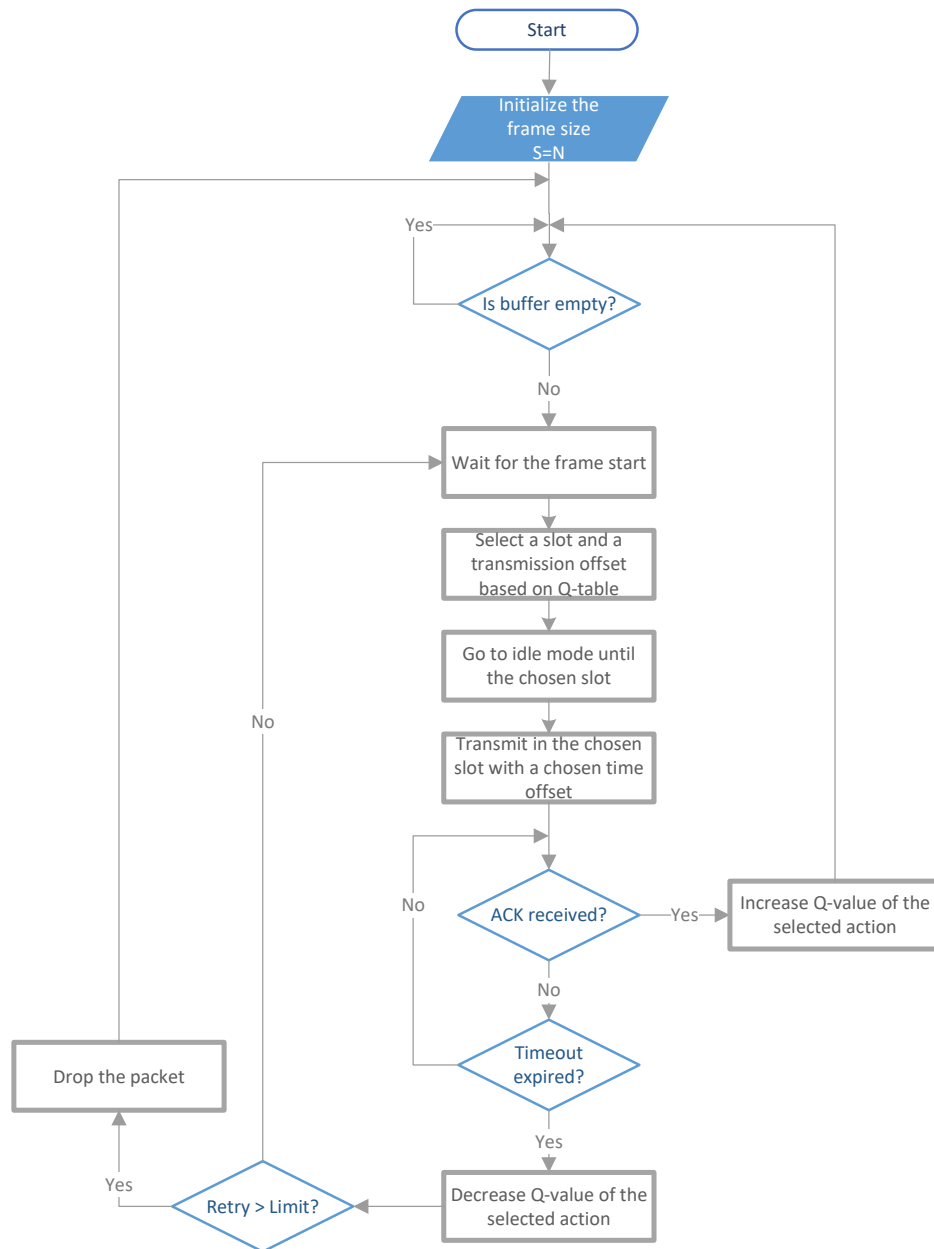 Start
Initialize the
frame size
S=N
Yes
Is buffer empty?
No
Wait for the frame start
Select a slot and a
transmission offset
based on Q-table
Go to idle mode until
the chosen slot
No
Transmit in the chosen
slot with a chosen time
offset
No
ACK received?
Yes
Increase Q-value of the
selected action
No
Timeout
expired?
Drop the packet
Yes
Yes
Retry > Limit?
Decrease Q-value of the
selected action